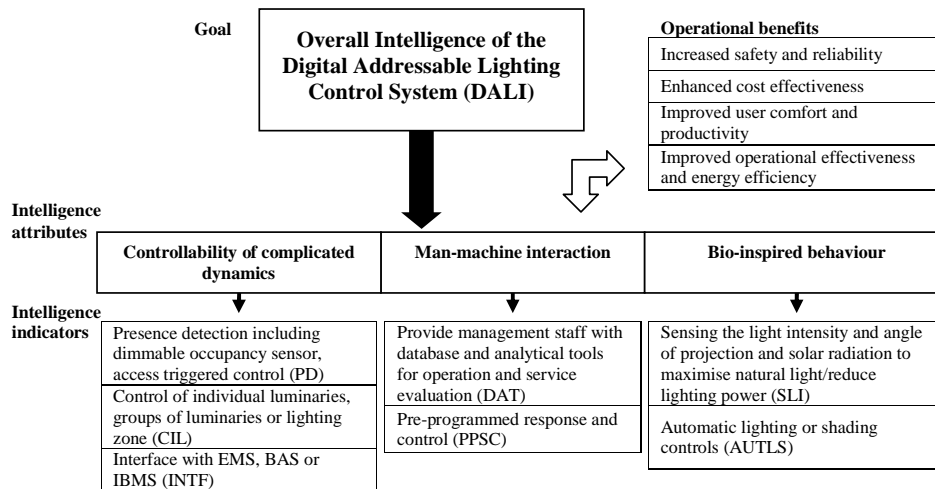 Goal
Overall Intelligence of the
Digital Addressable Lighting
Control System (DALI)
Operational benefits
Increased safety and reliability
Enhanced cost effectiveness
Improved user comfort and
productivity
Improved operational effectiveness
and energy efficiency
Intelligence
attributes
Controllability of complicated
dynamics
Man-machine interaction
Bio-inspired behaviour
Intelligence
indicators
Presence detection including
dimmable occupancy sensor,
access triggered control (PD)
Control of individual luminaries,
groups of luminaries or lighting
zone (CIL)
Interface with EMS, BAS or
IBMS (INTF)
Provide management staff with
database and analytical tools
for operation and service
evaluation (DAT)
Pre-programmed response and
control (PPSC)
Sensing the light intensity and angle
of projection and solar radiation to
maximise natural light/reduce
lighting power (SLI)
Automatic lighting or shading
controls (AUTLS)